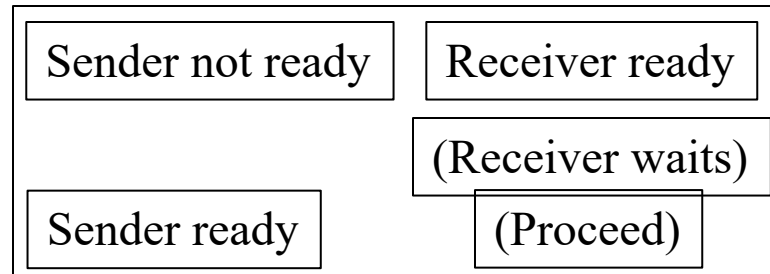 Sender not ready
Receiver ready
(Receiver waits)
Sender ready
(Proceed)